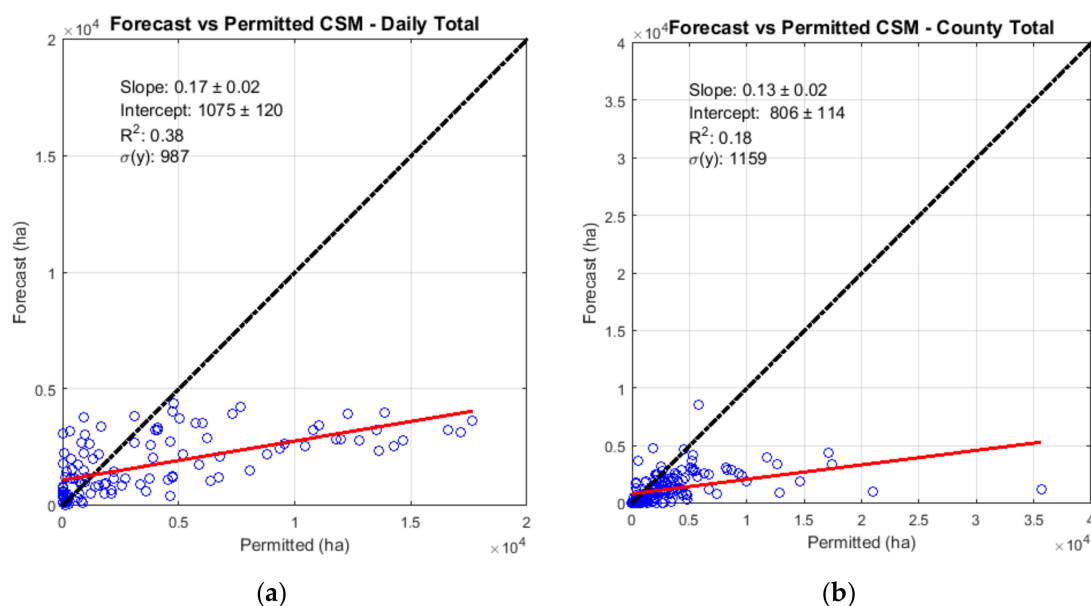 Forecast vs Permitted CSM - Daily Total
× 10^4
2
1.5
1
0.5
0
Forecast (ha)
Slope: 0.17 ± 0.02
Intercept: 1075 ± 120
R^2: 0.38
σ(y): 987
0 0.5 1 1.5 2
× 10^4
Permitted (ha)
(a)
Forecast vs Permitted CSM - County Total
× 10^4
4
3.5
3
2.5
2
1.5
1
0.5
0
Forecast (ha)
Slope: 0.13 ± 0.02
Intercept: 806 ± 114
R^2: 0.18
σ(y): 1159
0 0.5 1 1.5 2 2.5 3 3.5 4
× 10^4
Permitted (ha)
(b)